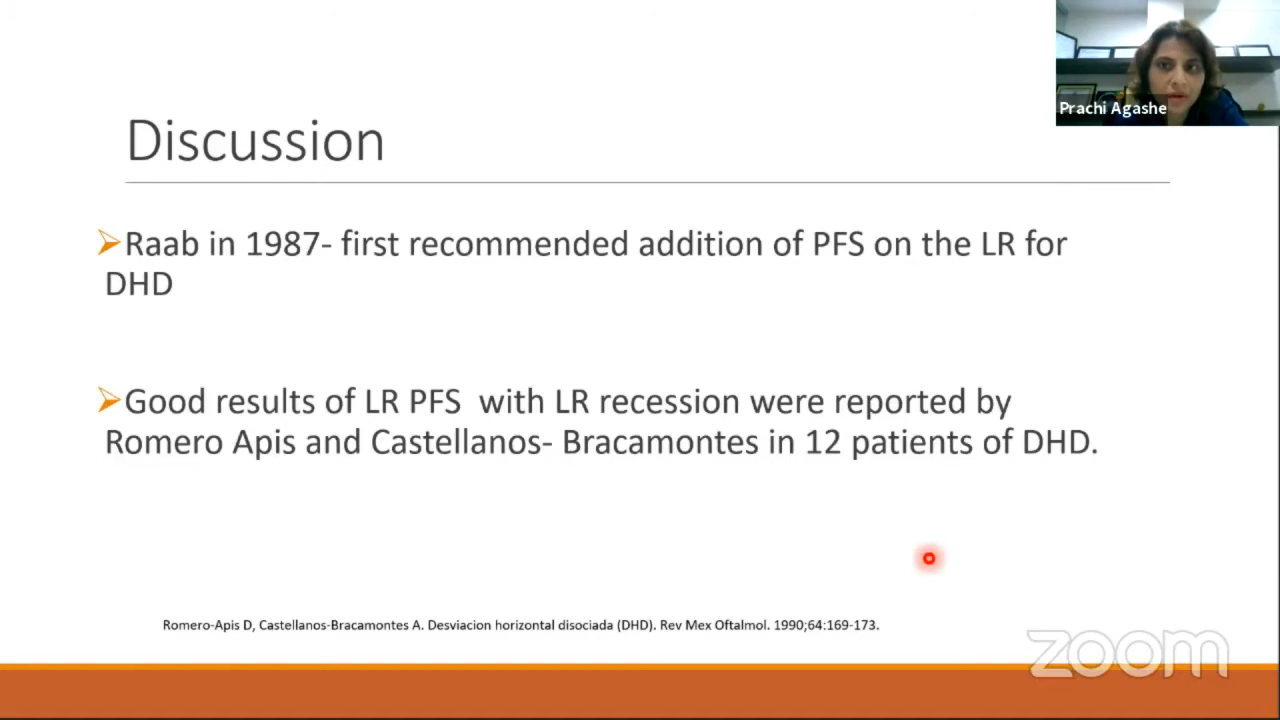 Prachi Agashe
Discussion
➢Raab in 1987- first recommended addition of PFS on the LR for
DHD
➢Good results of LR PFS  with LR recession were reported by
Romero Apis and Castellanos- Bracamontes in 12 patients of DHD.
Romero-Apis D, Castellanos-Bracamontes A. Desviacion horizontal disociada (DHD). Rev Mex Oftalmol. 1990;64:169-173.
zoom